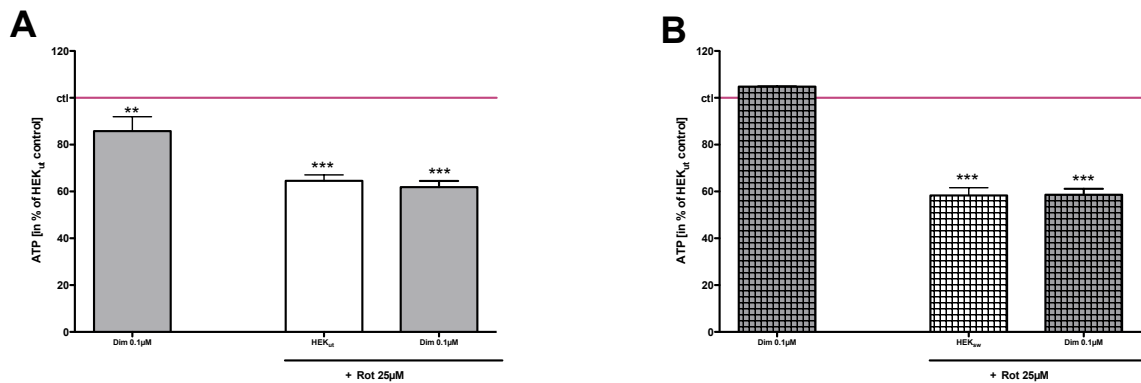 A
ATP [in % of HEKut control]
120
ctl
80
60
40
20
0
**
***
***
Dim 0.1µM
HEKut
Dim 0.1µM
+ Rot 25µM
B
ATP [in % of HEKut control]
120
ctl
80
60
40
20
0
***
***
Dim 0.1µM
HEKsw
Dim 0.1µM
+ Rot 25µM